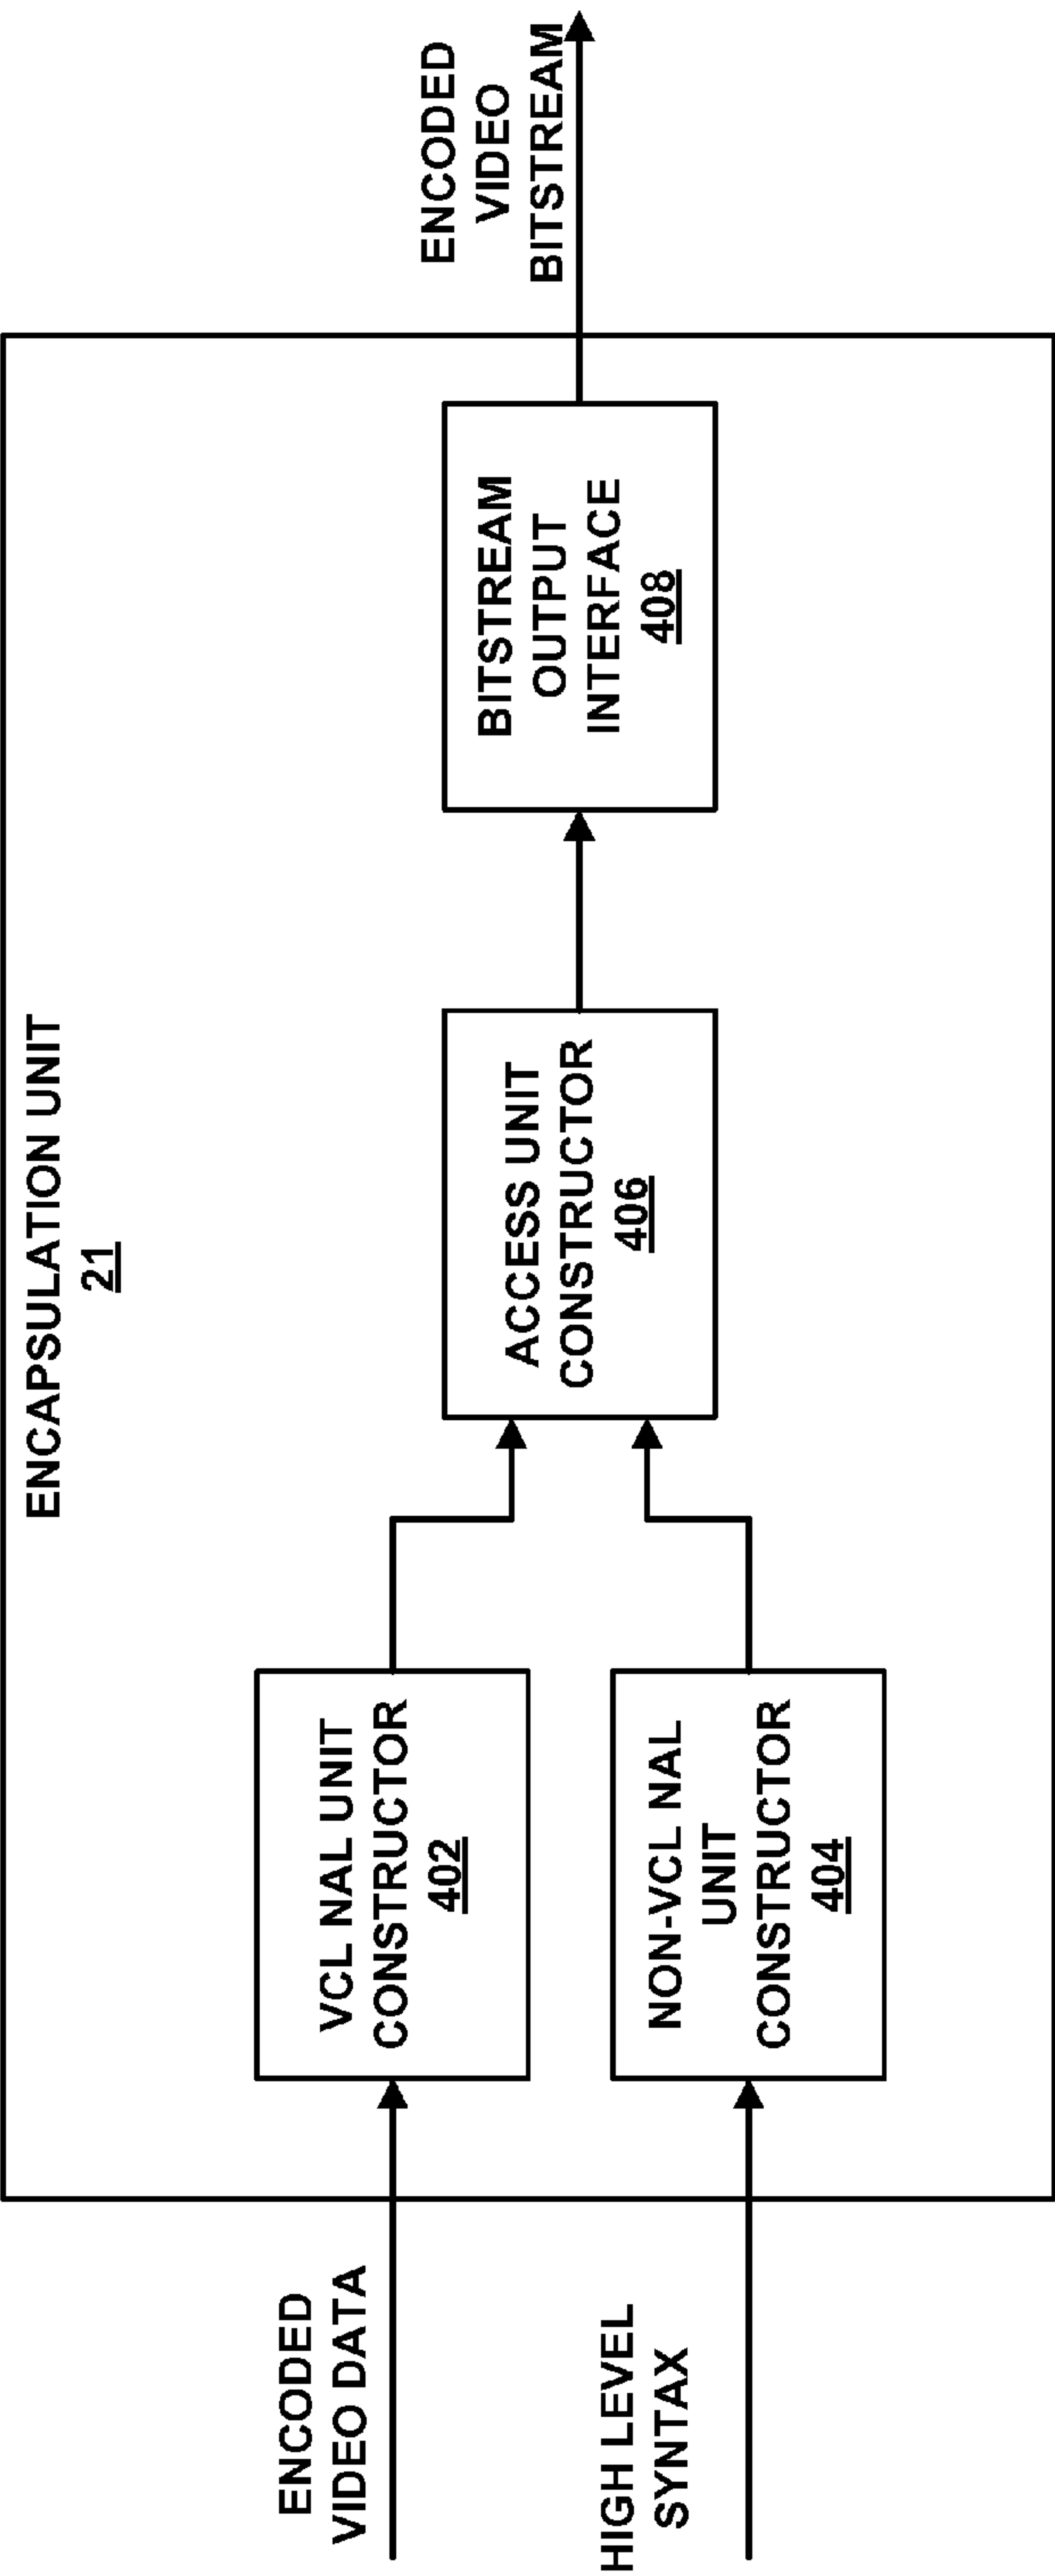 ENCAPSULATION UNIT
21
ENCODED
VIDEO DATA
HIGH LEVEL
SYNTAX
VCL NAL UNIT
CONSTRUCTOR
402
NON-VCL NAL
UNIT
CONSTRUCTOR
404
ACCESS UNIT
CONSTRUCTOR
406
BITSTREAM
OUTPUT
INTERFACE
408
ENCODED
VIDEO
BITSTREAM